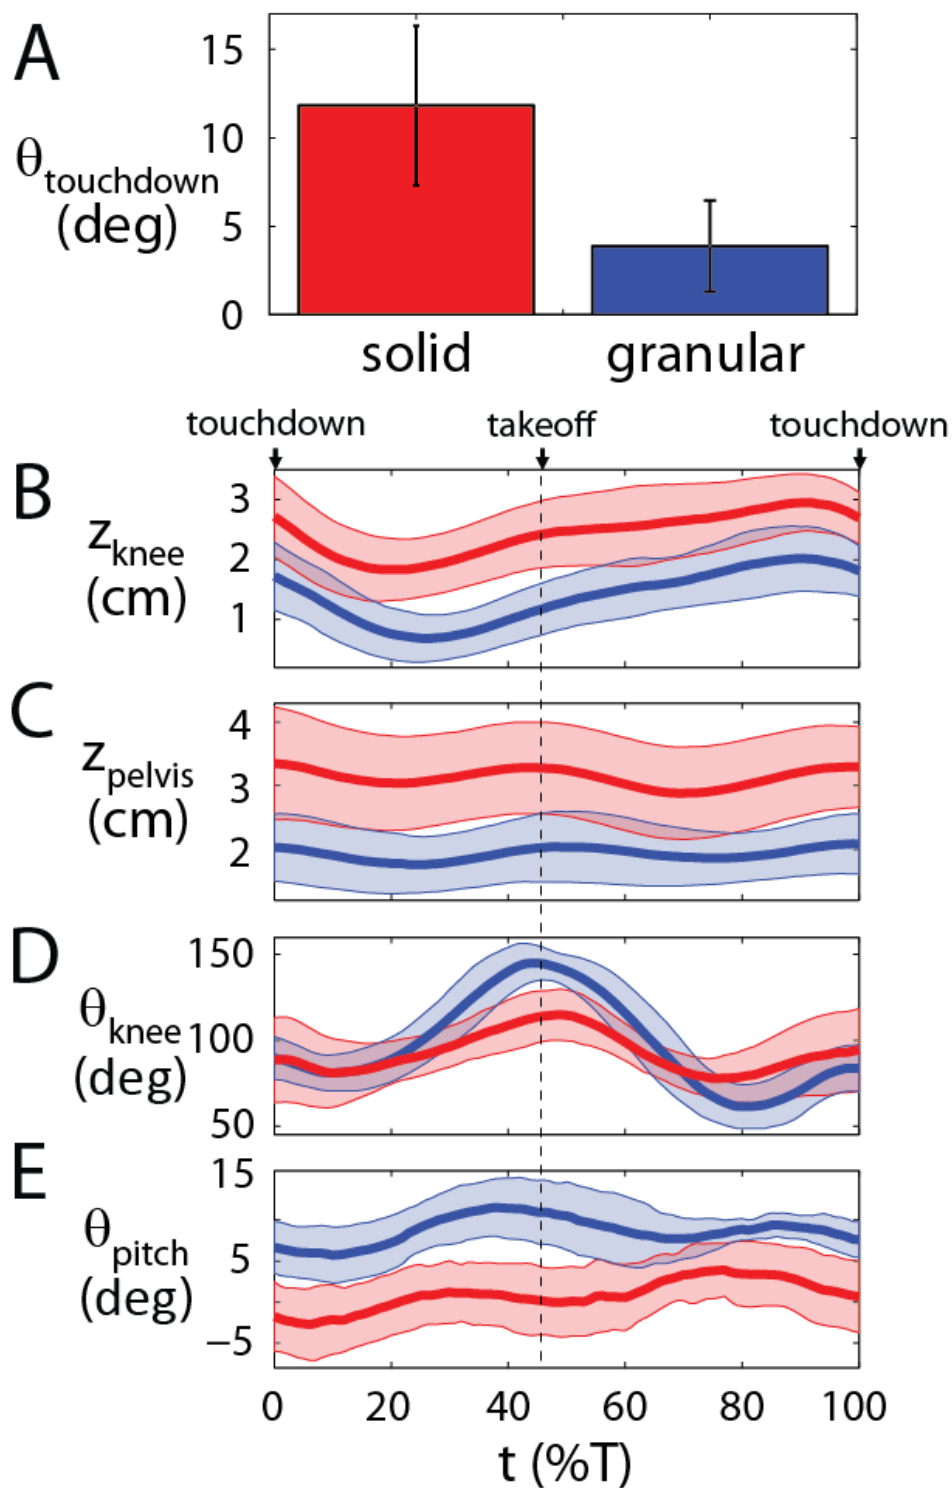 A
θtouchdown
(deg)
15
10
5
0
solid granular
touchdown takeoff touchdown
B
zknee
(cm)
3
2
1
C
zpelvis
(cm)
4
3
2
D
θknee
(deg)
150
100
50
E
θpitch
(deg)
15
5
−5
0 20 40 60 80 100
t (%T)